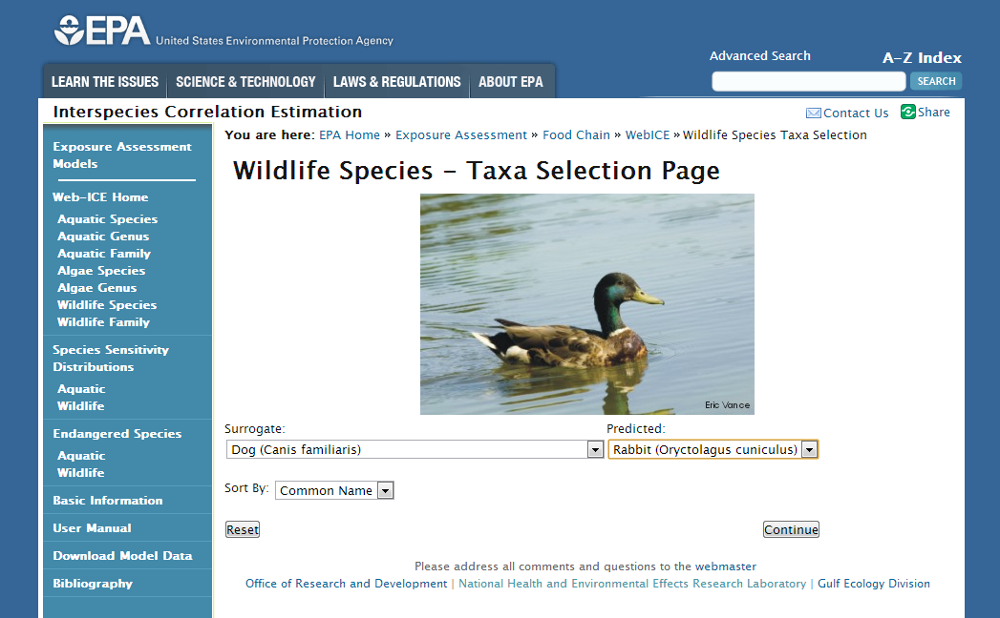 EPA United States Environmental Protection Agency
Advanced Search A-Z Index
LEARN THE ISSUES SCIENCE & TECHNOLOGY LAWS & REGULATIONS ABOUT EPA
SEARCH
Interspecies Correlation Estimation
Contact Us Share
You are here: EPA Home » Exposure Assessment » Food Chain » WebICE » Wildlife Species Taxa Selection
Exposure Assessment
Models
Web-ICE Home
Aquatic Species
Aquatic Genus
Aquatic Family
Algae Species
Algae Genus
Wildlife Species
Wildlife Family
Species Sensitivity
Distributions
Aquatic
Wildlife
Endangered Species
Aquatic
Wildlife
Basic Information
User Manual
Download Model Data
Bibliography
Wildlife Species - Taxa Selection Page
Eric Vance
Surrogate: Predicted:
Dog (Canis familiaris) Rabbit (Oryctolagus cuniculus)
Sort By: Common Name
Reset Continue
Please address all comments and questions to the webmaster
Office of Research and Development | National Health and Environmental Effects Research Laboratory | Gulf Ecology Division